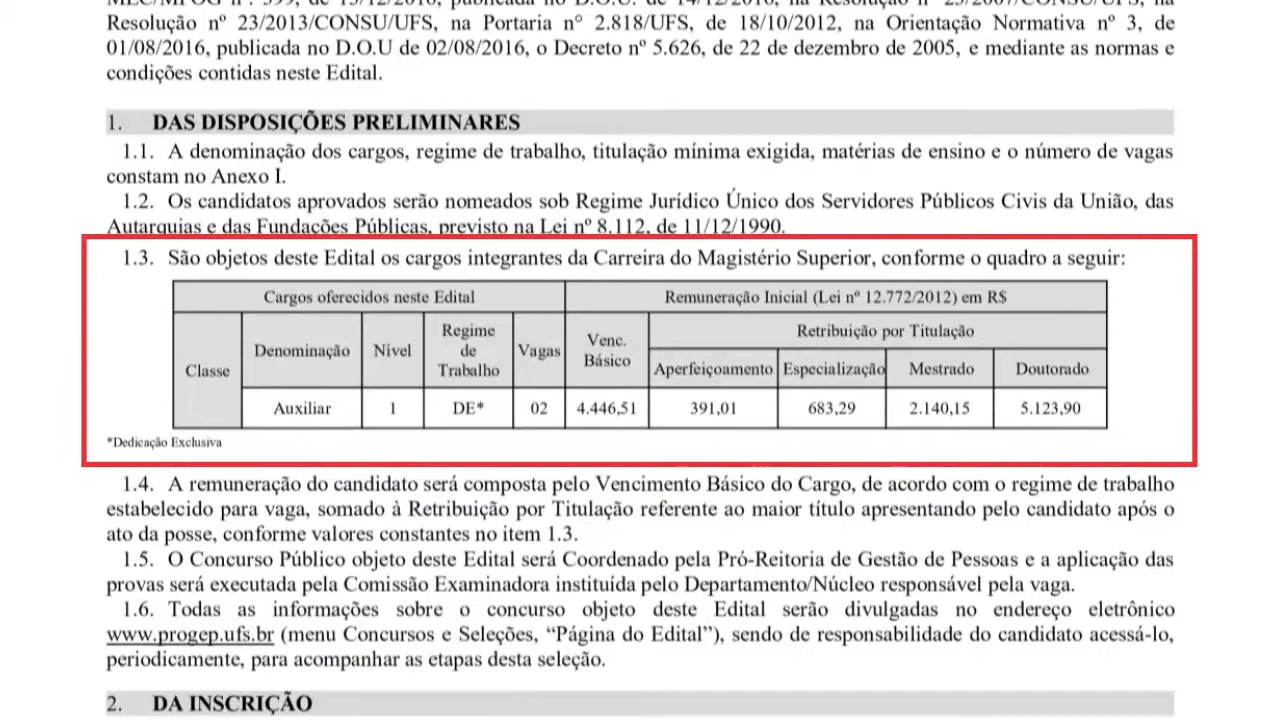 Resolução nº 23/2013/CONSU/UFS, na Portaria n° 2.818/UFS, de 18/10/2012, na Orientação Normativa nº 3, de
01/08/2016, publicada no D.O.U de 02/08/2016, o Decreto nº 5.626, de 22 de dezembro de 2005, e mediante as normas e
condições contidas neste Edital.
1. DAS DISPOSIÇÕES PRELIMINARES
1.1. A denominação dos cargos, regime de trabalho, titulação mínima exigida, matérias de ensino e o número de vagas
constam no Anexo I.
1.2. Os candidatos aprovados serão nomeados sob Regime Jurídico Único dos Servidores Públicos Civis da União, das
Autarquias e das Fundações Públicas, previsto na Lei nº 8.112, de 11/12/1990.
1.3. São objetos deste Edital os cargos integrantes da Carreira do Magistério Superior, conforme o quadro a seguir:
Cargos oferecidos neste Edital Remuneração Inicial (Lei nº 12.772/2012) em R$
Classe Denominação Nível Regime de Trabalho Vagas Venc. Básico Retribuição por Titulação
Aperfeiçoamento Especialização Mestrado Doutorado
Auxiliar 1 DE* 02 4.446,51 391,01 683,29 2.140,15 5.123,90
*Dedicação Exclusiva
1.4. A remuneração do candidato será composta pelo Vencimento Básico do Cargo, de acordo com o regime de trabalho
estabelecido para vaga, somado à Retribuição por Titulação referente ao maior título apresentando pelo candidato após o
ato da posse, conforme valores constantes no item 1.3.
1.5. O Concurso Público objeto deste Edital será Coordenado pela Pró-Reitoria de Gestão de Pessoas e a aplicação das
provas será executada pela Comissão Examinadora instituída pelo Departamento/Núcleo responsável pela vaga.
1.6. Todas as informações sobre o concurso objeto deste Edital serão divulgadas no endereço eletrônico
www.progep.ufs.br (menu Concursos e Seleções, “Página do Edital”), sendo de responsabilidade do candidato acessá-lo,
periodicamente, para acompanhar as etapas desta seleção.
2. DA INSCRIÇÃO